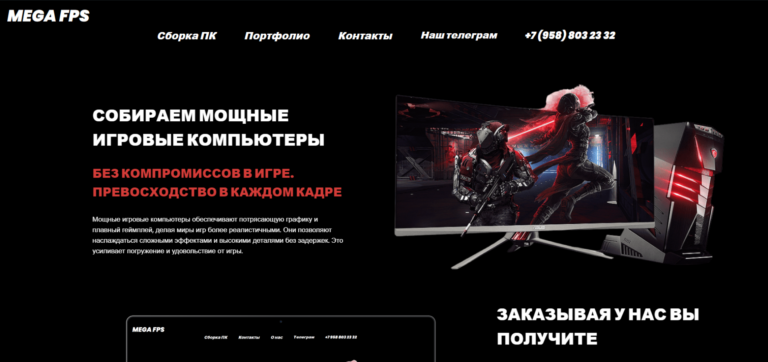 MEGA FPS
Сборка ПК Портфолио Контакты Наш телеграм +7 (958) 803 23 32
СОБИРАЕМ МОЩНЫЕ
ИГРОВЫЕ КОМПЬЮТЕРЫ
БЕЗ КОМПРОМИССОВ В ИГРЕ.
ПРЕВОСХОДСТВО В КАЖДОМ КАДРЕ
Мощные игровые компьютеры обеспечивают потрясающую графику и
плавный геймплей, делая миры игр более реалистичными. Они позволяют
наслаждаться сложными эффектами и высокими деталями без задержек. Это
усиливает погружение и удовольствие от игры.
ЗАКАЗЫВАЯ У НАС ВЫ
ПОЛУЧИТЕ
MEGA FPS
Сборка ПК Контакты О нас Телеграм +7 958 803 22 32